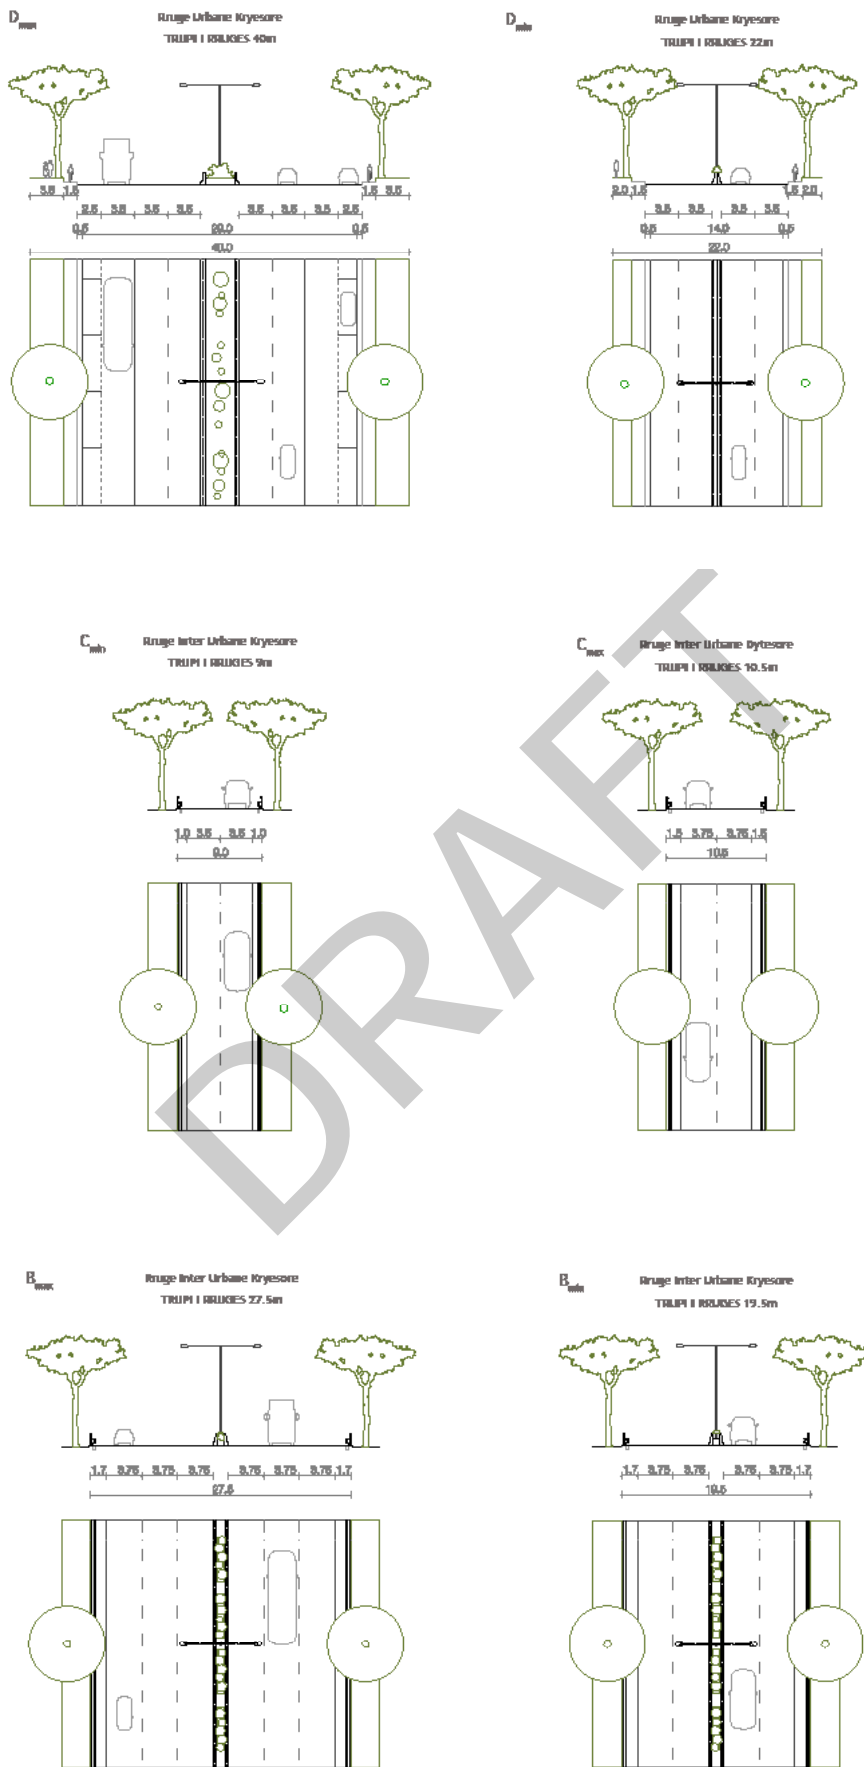 D max Rruge Urbane Kryesore
TRUPI I RRUGES 40m
3.5 1.5 1.5 3.5
2.5 3.5 3.5 3.5 3.5 3.5 3.5 2.5
0.5 29.0 0.5
40.0
D min Rruge Urbane Kryesore
TRUPI I RRUGES 22m
2.0 1.5 1.5 2.0
3.5 3.5 3.5 3.5
0.5 14.0 0.5
22.0
C min Rruge Inter Urbane Kryesore
TRUPI I RRUGES 9m
1.0 3.5 3.5 1.0
9.0
C max Rruge Inter Urbane Dytesore
TRUPI I RRUGES 10.5m
1.5 3.75 3.75 1.5
10.5
DRAFT
B max Rruge Inter Urbane Kryesore
TRUPI I RRUGES 27.5m
1.7 3.75 3.75 3.75 3.75 3.75 3.75 1.7
27.5
B min Rruge Inter Urbane Kryesore
TRUPI I RRUGES 19.5m
1.7 3.75 3.75 3.75 3.75 1.7
19.5